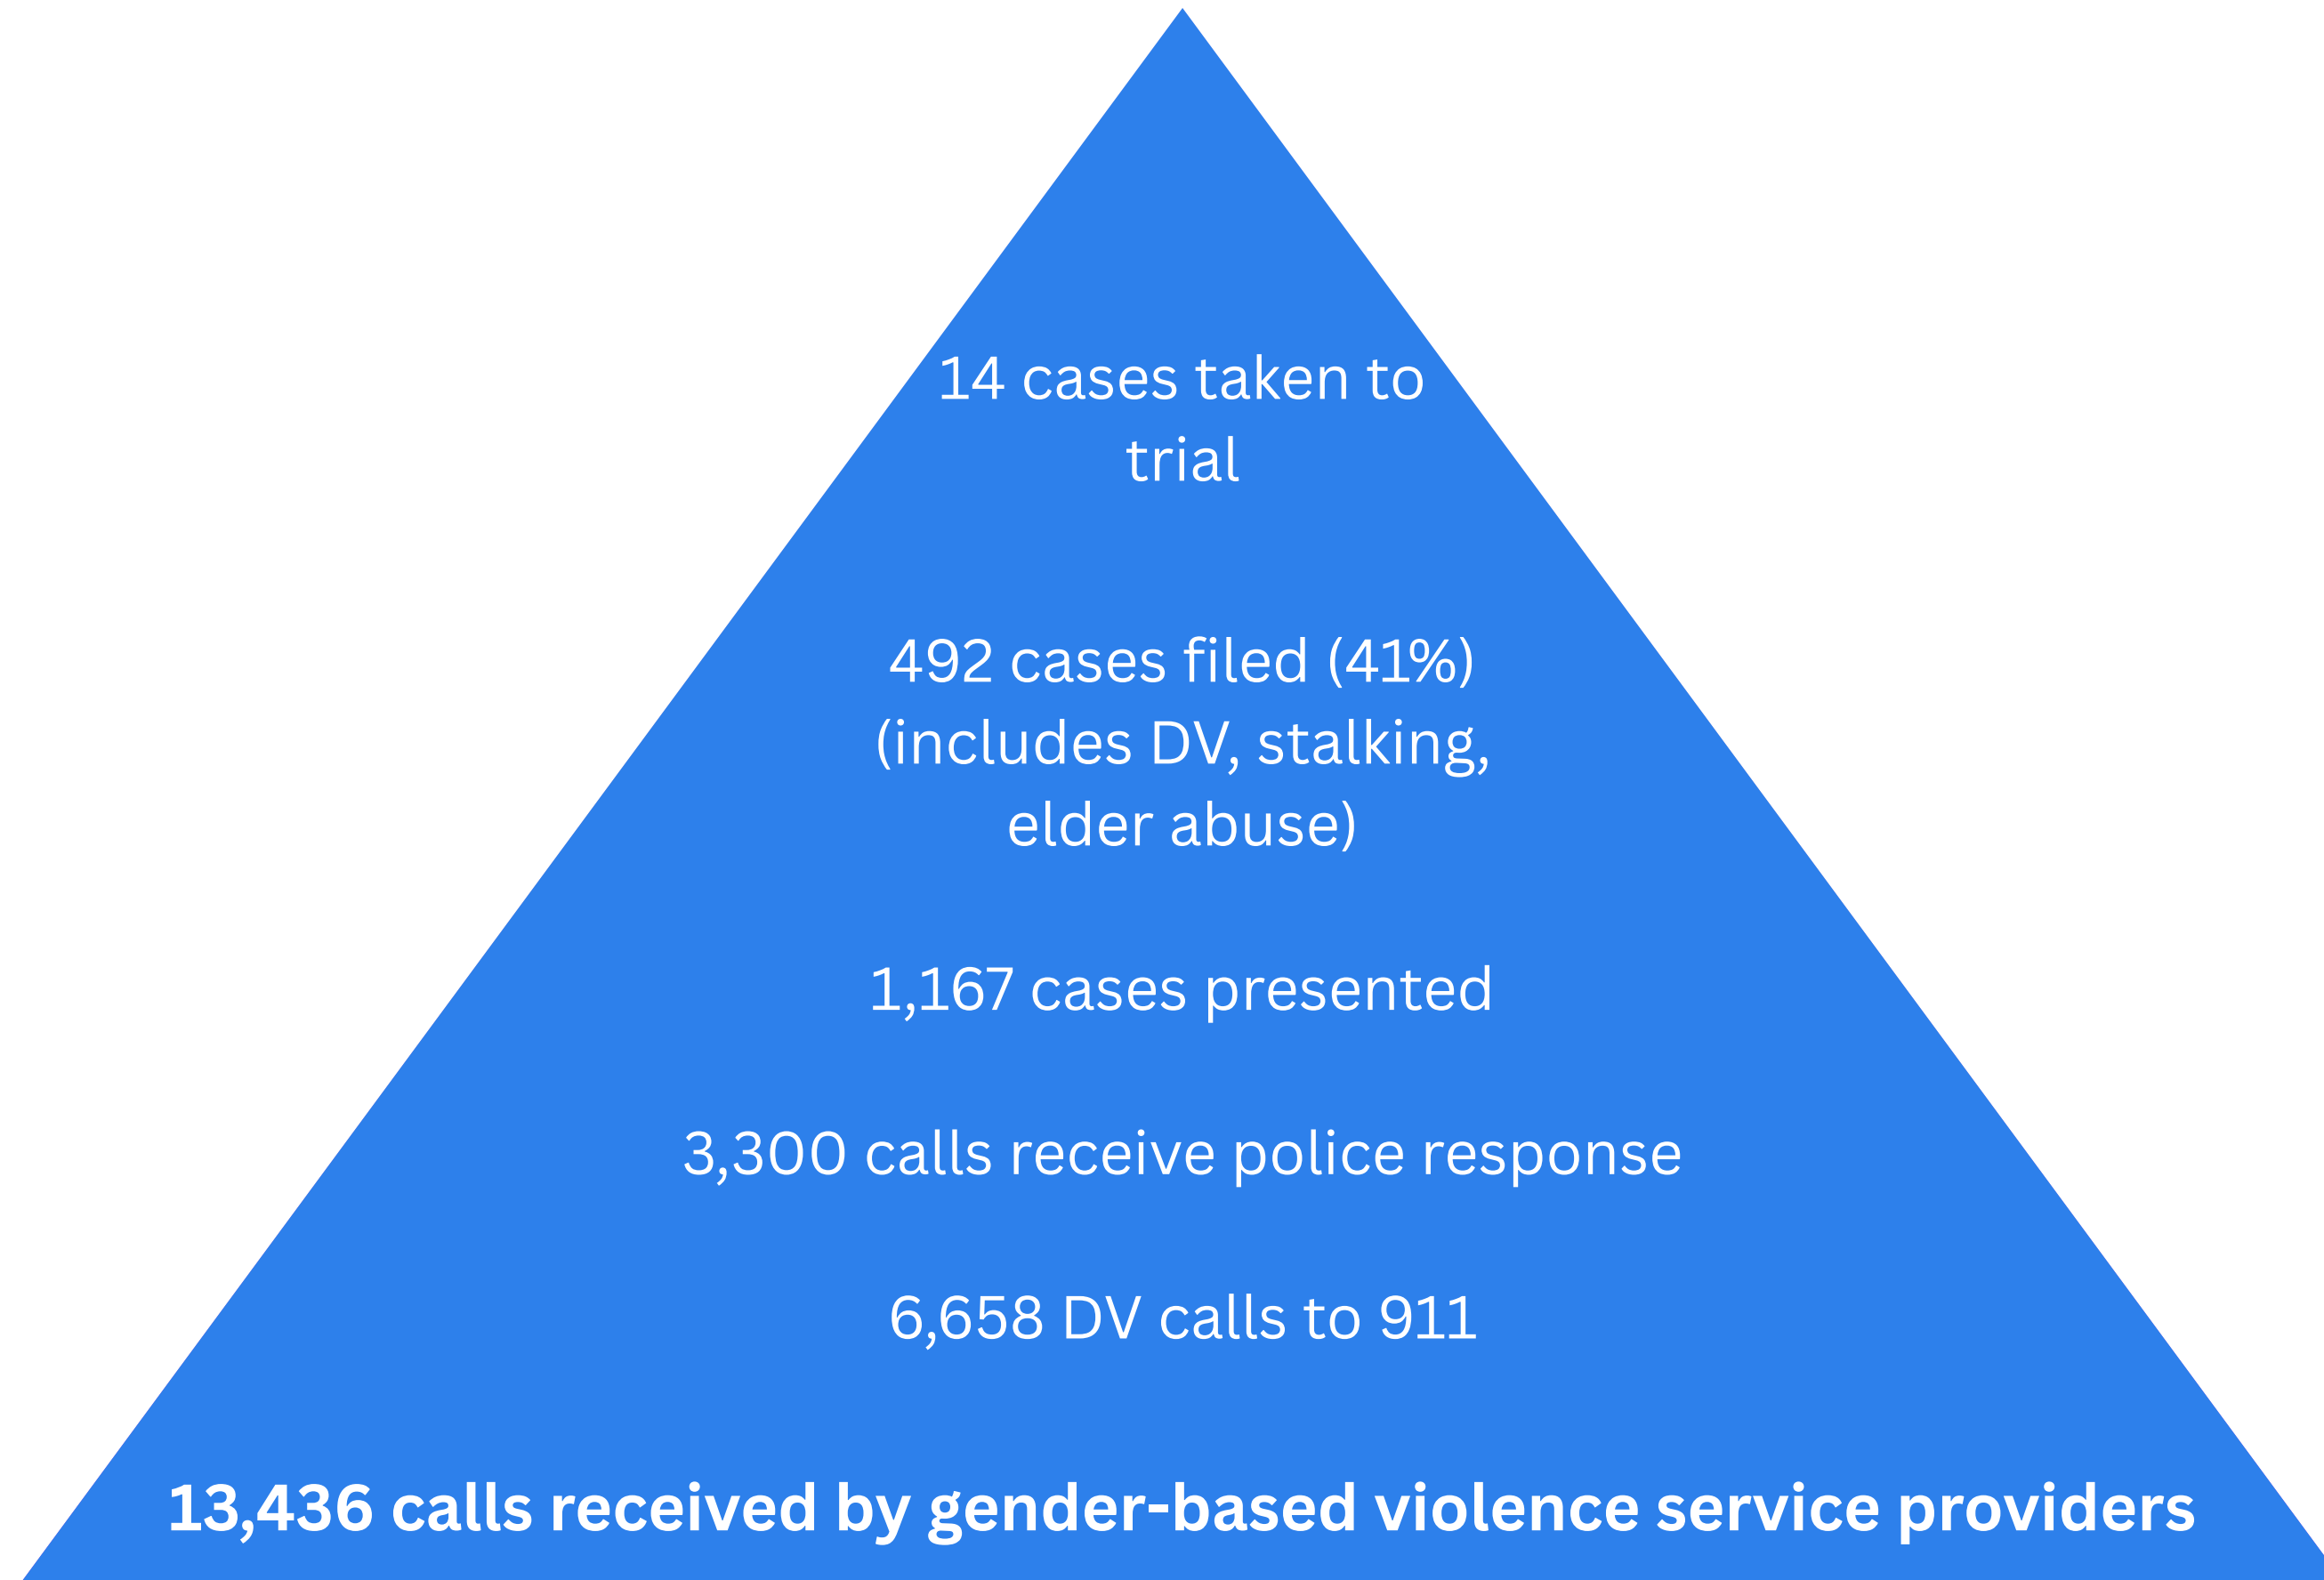 14 cases taken to
trial
492 cases filed (41%)
(includes DV, stalking,
elder abuse)
1,167 cases presented
3,300 calls receive police response
6,658 DV calls to 911
13,436 calls received by gender-based violence service providers